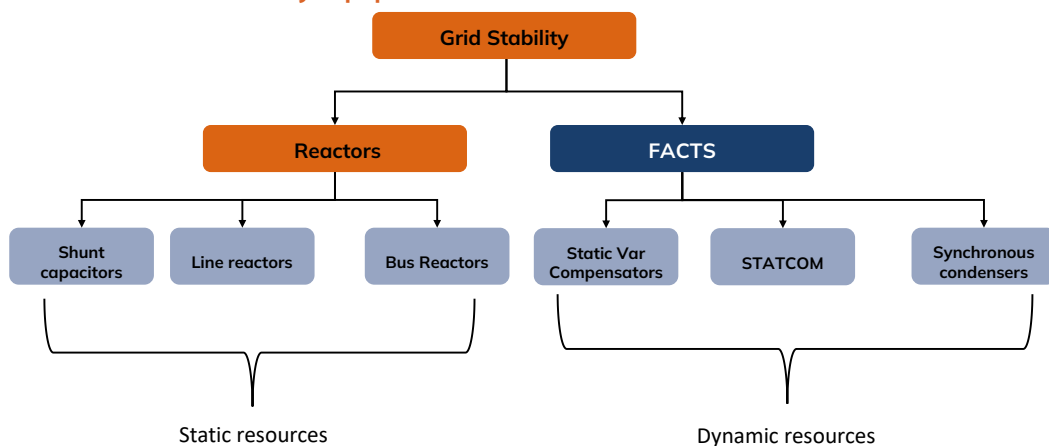 Grid Stability
Reactors
FACTS
Shunt
capacitors
Line reactors
Bus Reactors
Static Var
Compensators
STATCOM
Synchronous
condensers
Static resources
Dynamic resources